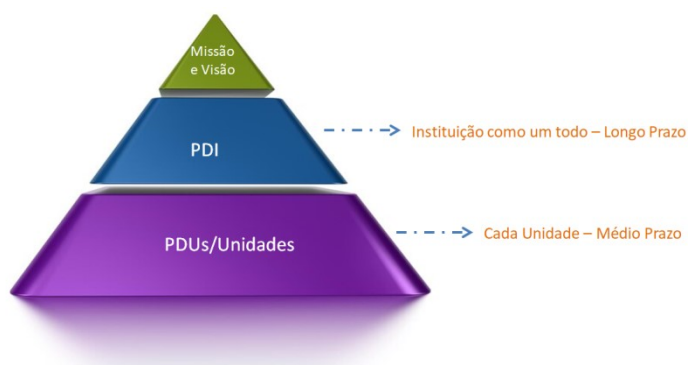 Missão
e Visão
PDI
Instituição como um todo – Longo Prazo
PDUs/Unidades
Cada Unidade – Médio Prazo